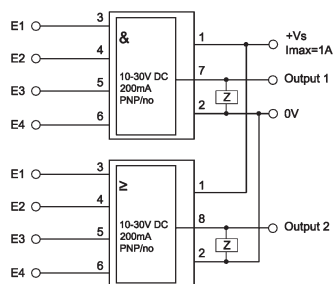 E1 3
&
1 +Vs
Imax=1A
E2 4
10-30V DC
200mA
PNP/no
7 Output 1
E3 5
Z
2 0V
E4 6
E1 3
≥
1
E2 4
10-30V DC
200mA
PNP/no
8 Output 2
E3 5
Z
2
E4 6